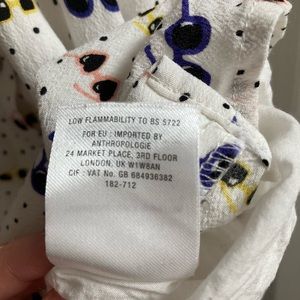 LOW FLAMMABILITY TO BS 5722
FOR EU : IMPORTED BY
ANTHROPOLOGIE
24 MARKET PLACE, 3RD FLOOR
LONDON, UK W1W8AN
CIF : VAT No. GB 684936382
182-712